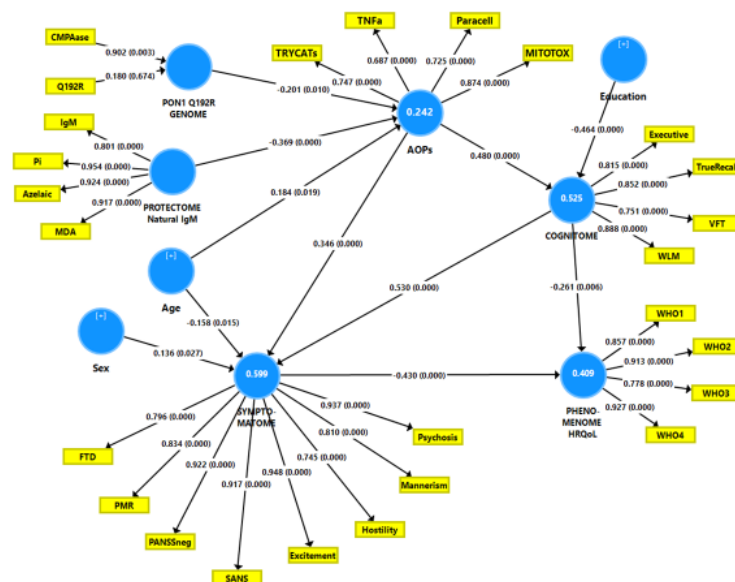 TNFa
Paracell
CMPAase
TRYCATs
MITOTOX
0.902 (0.003)
0.687 (0.000)
0.725 (0.000)
[+]
0.747 (0.000)
0.874 (0.000)
0.180 (0.674)
Q192R
-0.201 (0.010)
PON1 Q192R
GENOME
Education
0.242
IgM
AOPs
-0.464 (0.000)
Executive
0.801 (0.000)
-0.369 (0.000)
0.480 (0.000)
0.815 (0.000)
Pi
0.954 (0.000)
0.852 (0.000)
TrueRecal
Azelaic
0.924 (0.000)
0.184 (0.019)
0.525
0.917 (0.000)
PROTECTOME
Natural IgM
0.751 (0.000)
VFT
MDA
COGNITOME
0.888 (0.000)
0.346 (0.000)
WLM
[+]
0.530 (0.000)
-0.261 (0.006)
Age
WHO1
[+]
-0.158 (0.015)
0.857 (0.000)
WHO2
0.136 (0.027)
0.913 (0.000)
Sex
0.599
-0.430 (0.000)
0.409
0.778 (0.000)
WHO3
0.927 (0.000)
SYMPTO-
MATOME
PHENO-
MENOME
HRQoL
0.937 (0.000)
WHO4
0.796 (0.000)
0.810 (0.000)
Psychosis
FTD
0.834 (0.000)
0.745 (0.000)
0.922 (0.000)
0.948 (0.000)
0.917 (0.000)
Mannerism
PMR
Hostility
PANSSneg
Excitement
SANS